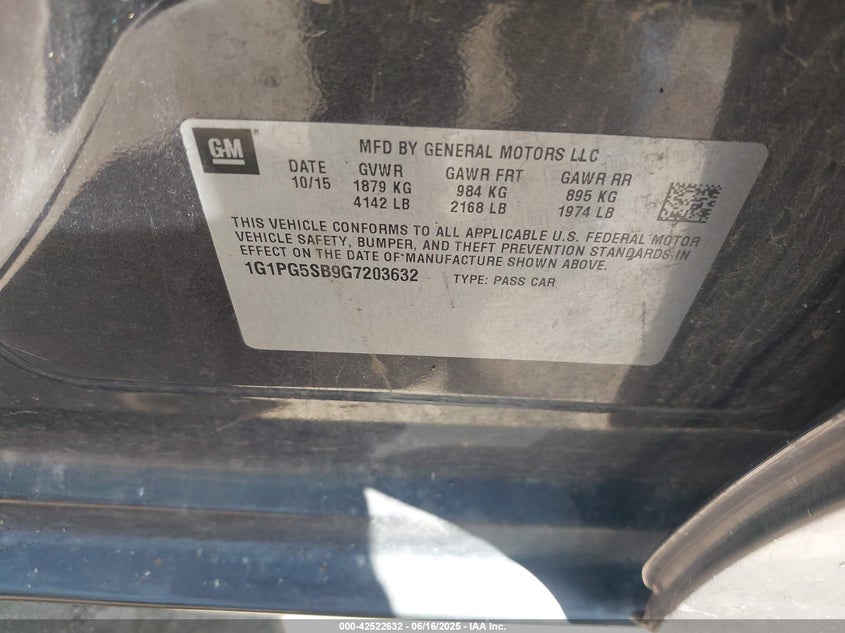 GM
MFD BY GENERAL MOTORS LLC
DATE GVWR GAWR FRT GAWR RR
10/15 1879 KG 984 KG 895 KG
4142 LB 2168 LB 1974 LB
THIS VEHICLE CONFORMS TO ALL APPLICABLE U.S. FEDERAL MOTOR
VEHICLE SAFETY, BUMPER, AND THEFT PREVENTION STANDARDS IN
EFFECT ON THE DATE OF MANUFACTURE SHOWN ABOVE.
1G1PG5SB9G7203632 TYPE: PASS CAR
000-42522632 - 06/16/2025 - IAA Inc.